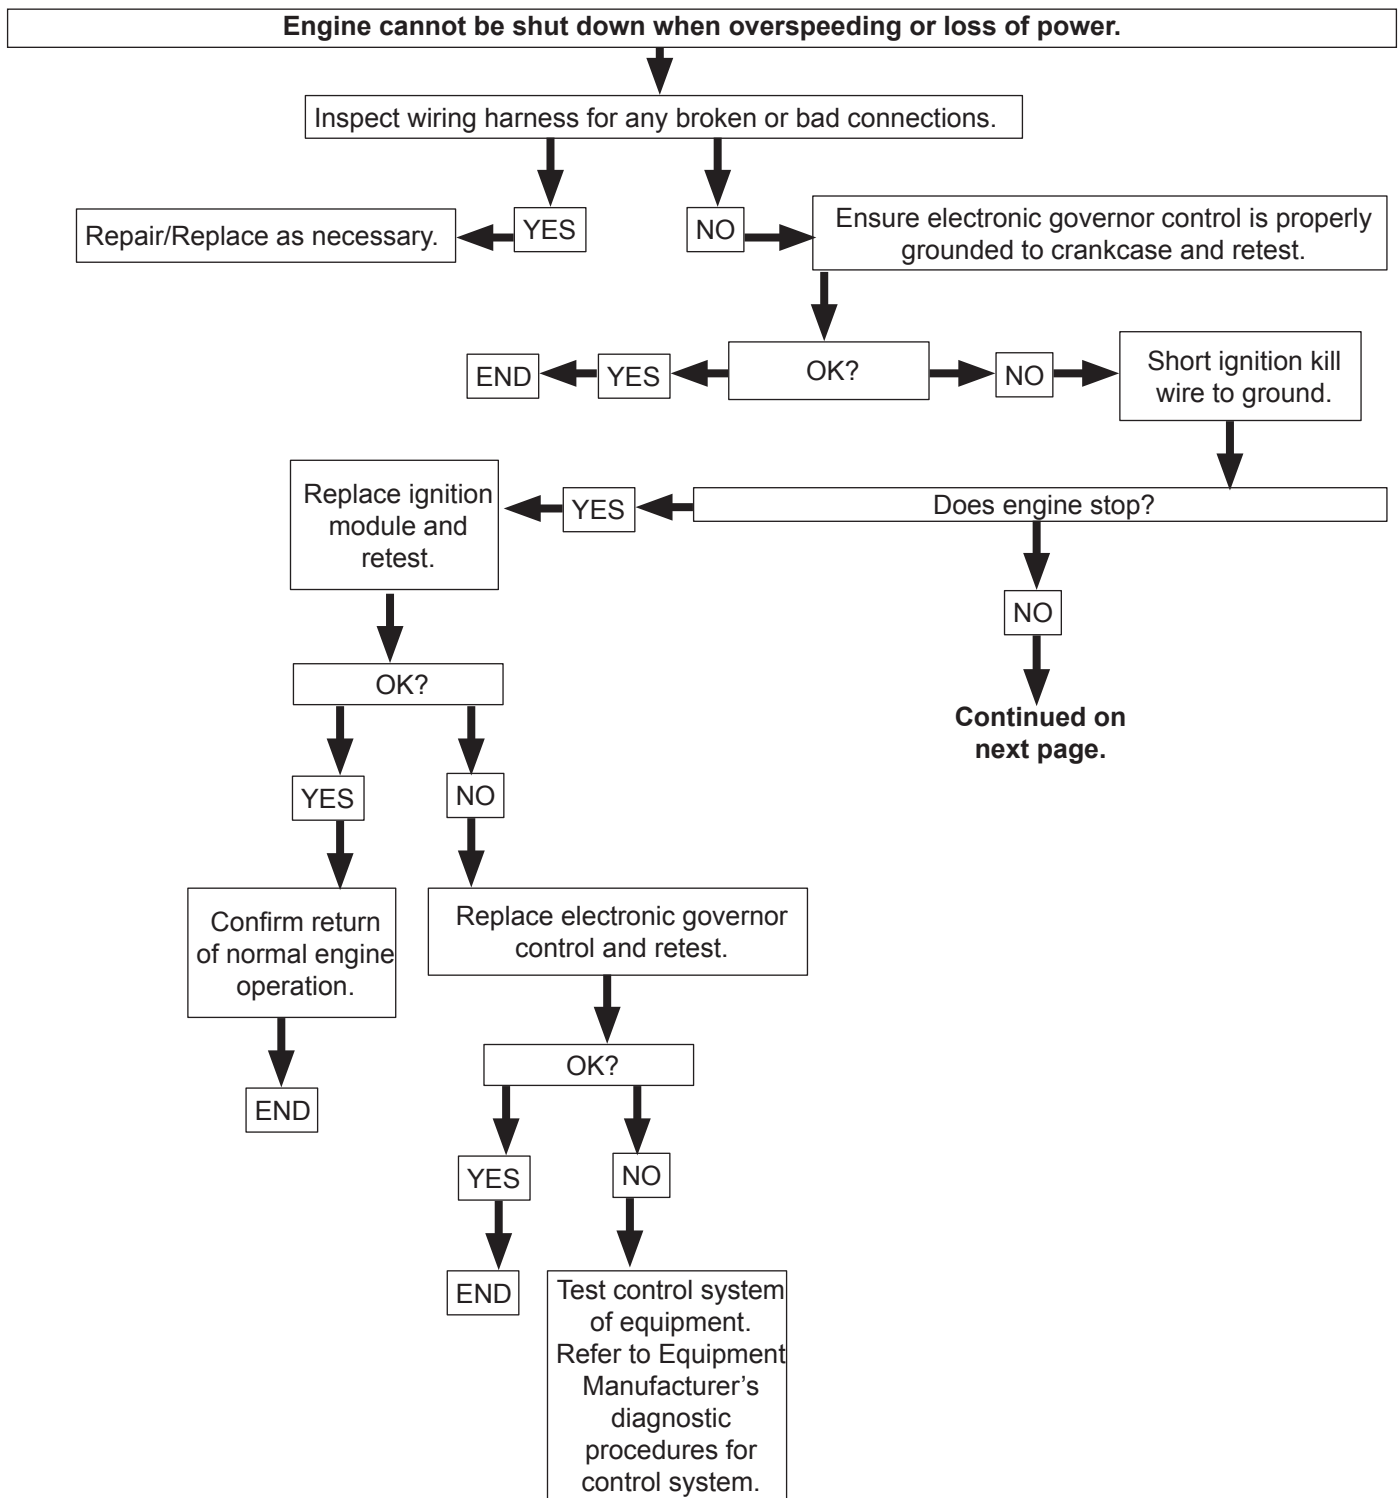 Engine cannot be shut down when overspeeding or loss of power.
Inspect wiring harness for any broken or bad connections.
Repair/Replace as necessary.
YES
NO
Ensure electronic governor control is properly
grounded to crankcase and retest.
END
YES
OK?
NO
Short ignition kill
wire to ground.
Replace ignition
module and
retest.
YES
Does engine stop?
NO
Continued on
next page.
OK?
YES
NO
Confirm return
of normal engine
operation.
Replace electronic governor
control and retest.
END
OK?
YES
NO
END
Test control system
of equipment.
Refer to Equipment
Manufacturer’s
diagnostic
procedures for
control system.